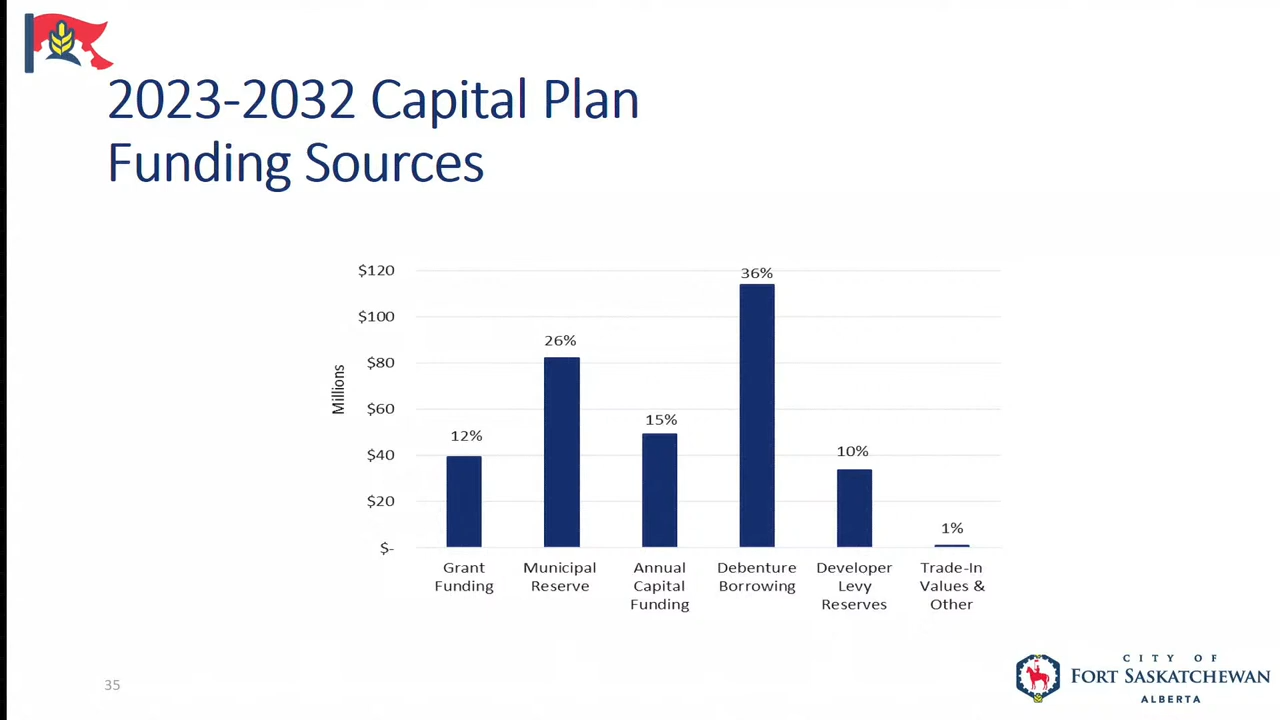 2023-2032 Capital Plan
Funding Sources
$120
$100
$80
$60
$40
$20
$-
Millions
12%
26%
15%
36%
10%
1%
Grant
Funding
Municipal
Reserve
Annual
Capital
Funding
Debenture
Borrowing
Developer
Levy
Reserves
Trade-In
Values &
Other
35
CITY OF
FORT SASKATCHEWAN
ALBERTA